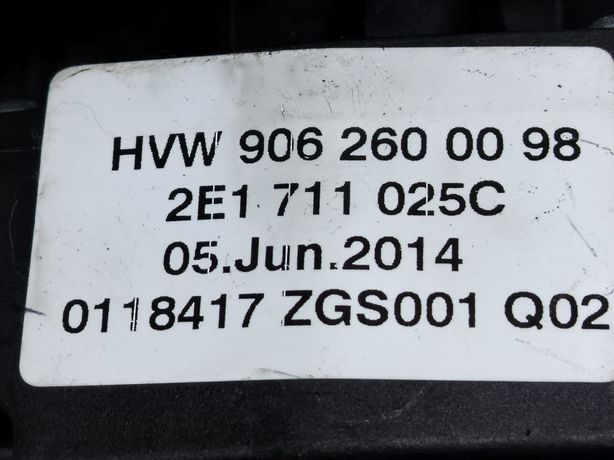 HVW 906 260 00 98
2E1 711 025C
05.Jun.2014
0118417 ZGS001 Q02